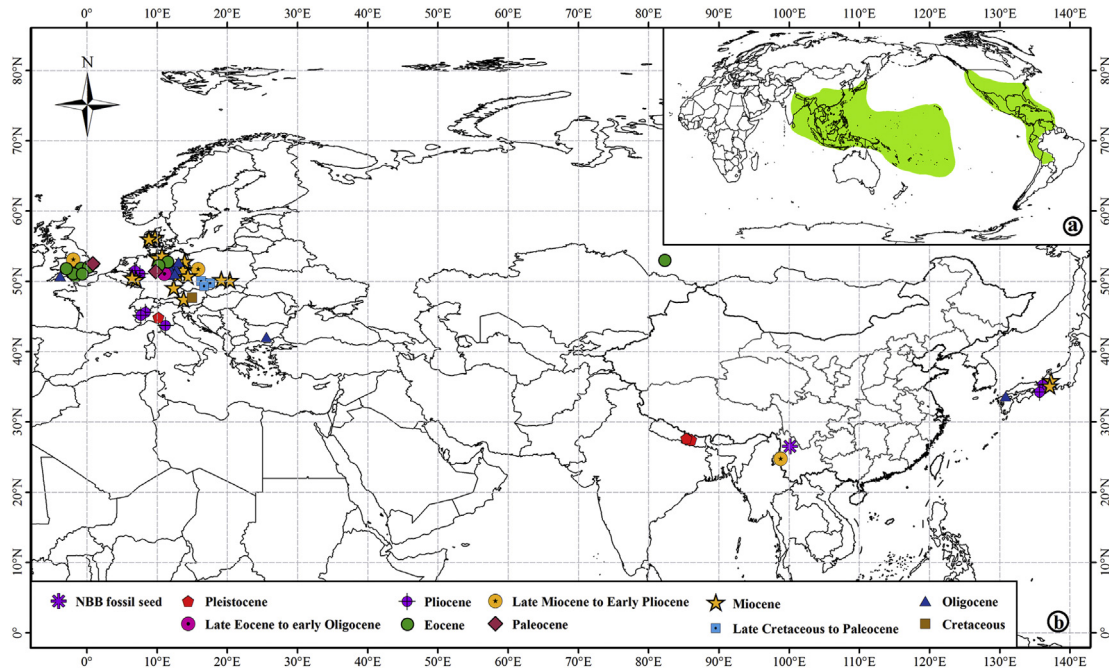 0° 10°E 20°E 30°E 40°E 50°E 60°E 70°E 80°E 90°E 100°E 110°E 120°E 130°E 140°E
N
80°N 80°N
70°N 70°N
60°N 60°N
50°N 50°N
40°N 40°N
30°N 30°N
20°N 20°N
10°N 10°N
0° 0°
a
NBB fossil seed Pleistocene Pliocene Late Miocene to Early Pliocene Miocene Oligocene b
Late Eocene to early Oligocene Eocene Paleocene Late Cretaceous to Paleocene Cretaceous
0° 10°E 20°E 30°E 40°E 50°E 60°E 70°E 80°E 90°E 100°E 110°E 120°E 130°E 140°E